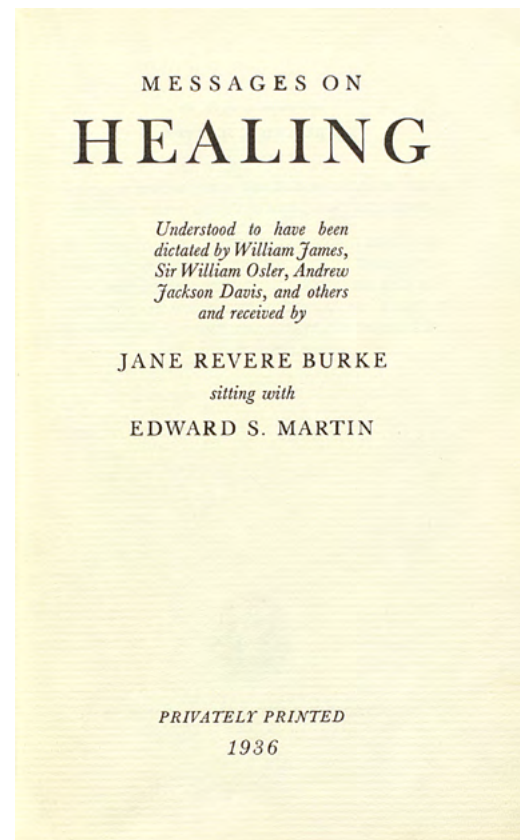 MESSAGES ON
HEALING
Understood to have been
dictated by William James,
Sir William Osler, Andrew
Jackson Davis, and others
and received by
JANE REVERE BURKE
sitting with
EDWARD S. MARTIN
PRIVATELY PRINTED
1936